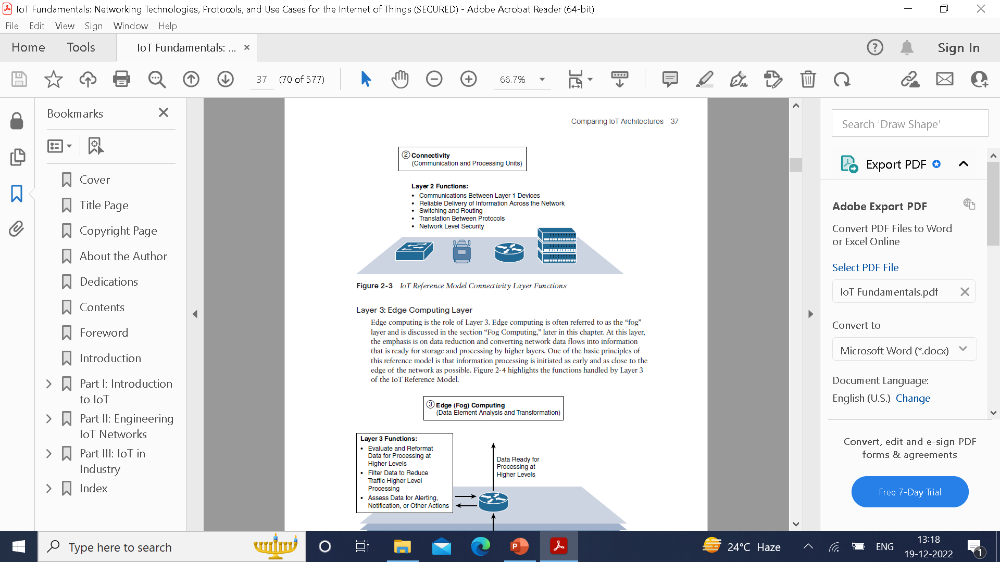 IoT Fundamentals: Networking Technologies, Protocols, and Use Cases for the Internet of Things (SECURED) - Adobe Acrobat Reader (64-bit)
File Edit View Sign Window Help
Home Tools IoT Fundamentals: ... Sign In
37 (70 of 577) 66.7%
Bookmarks
Cover
Title Page
Copyright Page
About the Author
Dedications
Contents
Foreword
Introduction
Part I: Introduction
to IoT
Part II: Engineering
IoT Networks
Part III: IoT in
Industry
Index
Comparing IoT Architectures 37
② Connectivity
(Communication and Processing Units)
Layer 2 Functions:
• Communications Between Layer 1 Devices
• Reliable Delivery of Information Across the Network
• Switching and Routing
• Translation Between Protocols
• Network Level Security
Figure 2-3 IoT Reference Model Connectivity Layer Functions
Layer 3: Edge Computing Layer
Edge computing is the role of Layer 3. Edge computing is often referred to as the “fog”
layer and is discussed in the section “Fog Computing,” later in this chapter. At this layer,
the emphasis is on data reduction and converting network data flows into information
that is ready for storage and processing by higher layers. One of the basic principles of
this reference model is that information processing is initiated as early and as close to the
edge of the network as possible. Figure 2-4 highlights the functions handled by Layer 3
of the IoT Reference Model.
③ Edge (Fog) Computing
(Data Element Analysis and Transformation)
Layer 3 Functions:
• Evaluate and Reformat
Data for Processing at
Higher Levels
• Filter Data to Reduce
Traffic Higher Level
Processing
• Assess Data for Alerting,
Notification, or Other Actions
Data Ready for
Processing at
Higher Levels
Search 'Draw Shape'
Export PDF
Adobe Export PDF
Convert PDF Files to Word
or Excel Online
Select PDF File
IoT Fundamentals.pdf
Convert to
Microsoft Word (*.docx)
Document Language:
English (U.S.) Change
Convert, edit and e-sign PDF
forms & agreements
Free 7-Day Trial
Type here to search
24°C Haze
ENG
13:18
19-12-2022
1